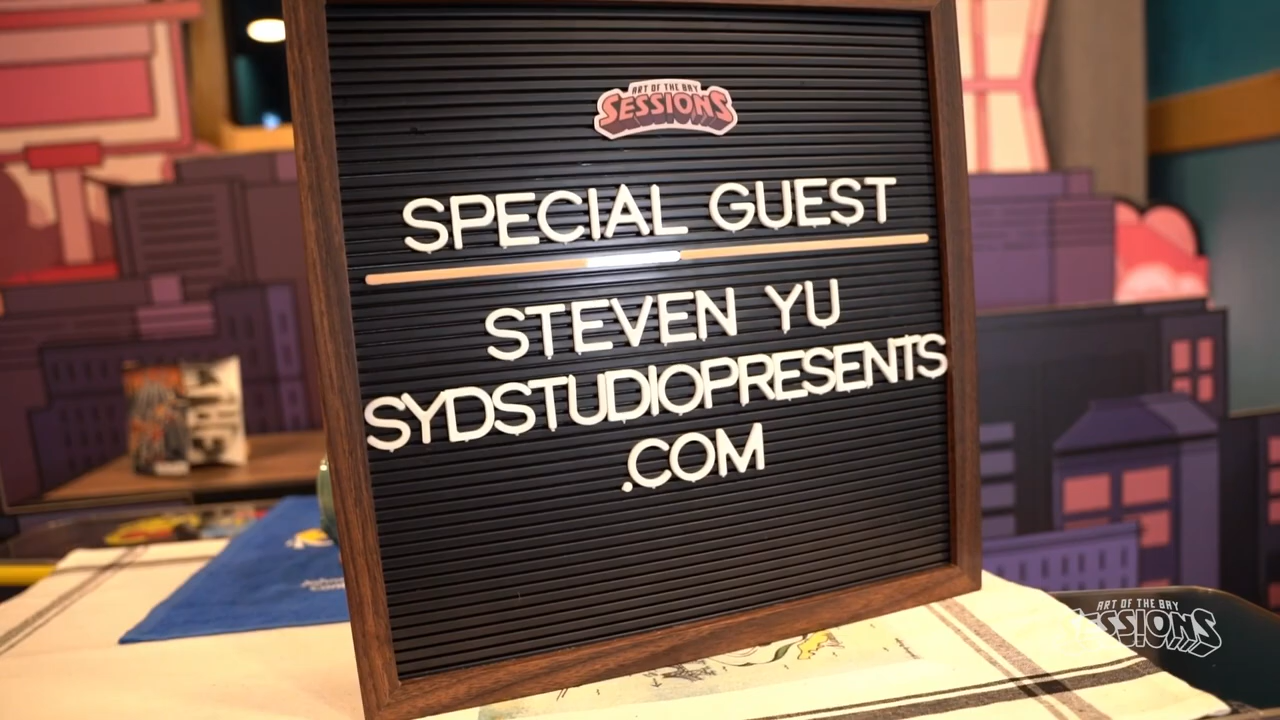 ART OF THE BAY
SESSIONS
SPECIAL GUEST
STEVEN YU
SYDSTUDIOPRESENTS
.COM
ART OF THE BAY
SESSIONS